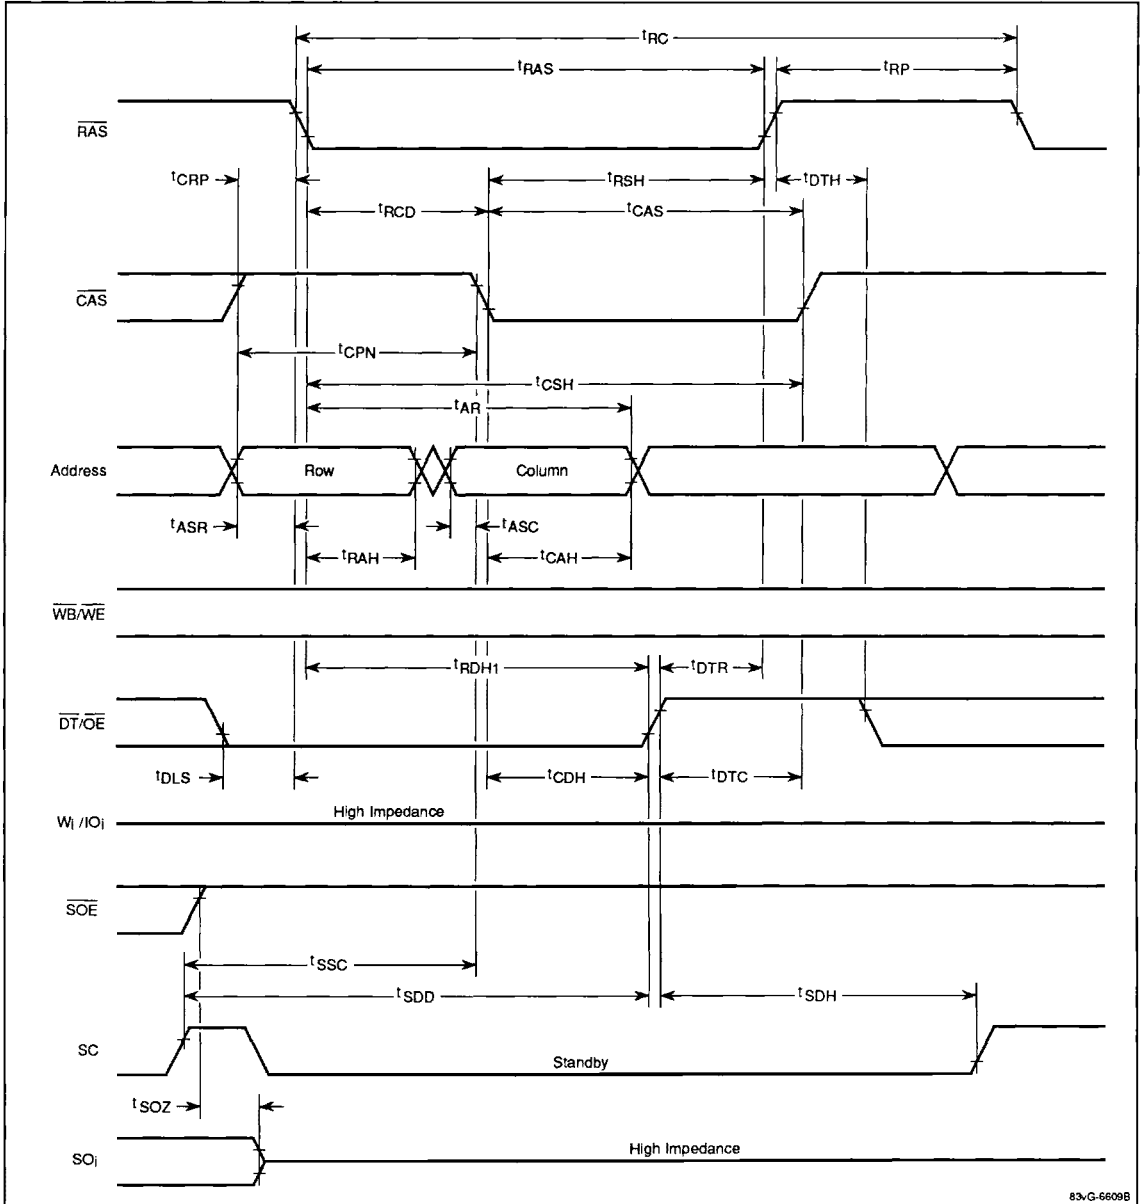 tRC
tRAS
tRP
RAS
tCRP
tRSH
tDTH
tRCD
tCAS
CAS
tCPN
tCSH
tAR
Address
Row
Column
tASR
tASC
tRAH
tCAH
WB/WE
tRDH1
tDTR
DT/OE
tDLS
tCDH
tDTC
High Impedance
Wi /IOi
SOE
tSSC
tSDD
tSDH
SC
Standby
tSOZ
High Impedance
SOi
83vG-6609B